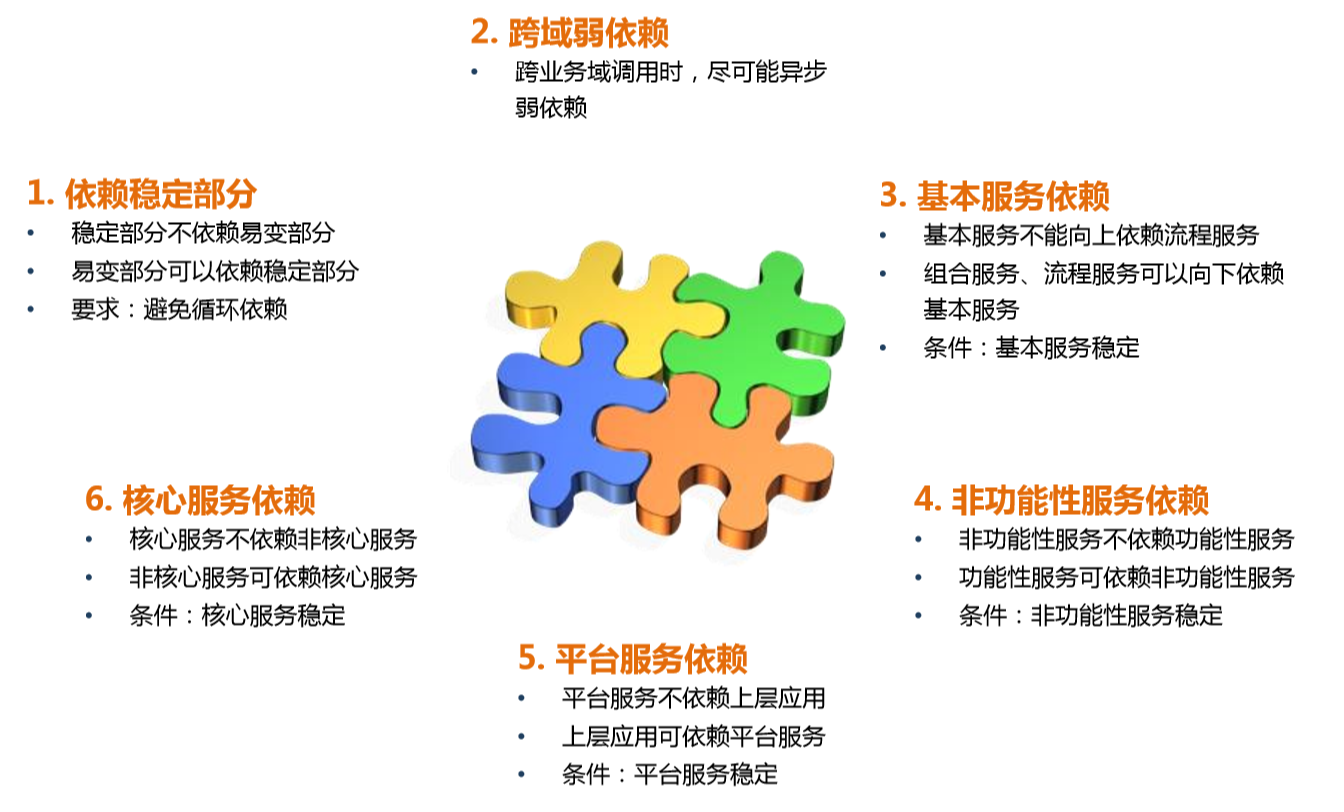 1. 依赖稳定部分
• 稳定部分不依赖易变部分
• 易变部分可以依赖稳定部分
• 要求：避免循环依赖
2. 跨域弱依赖
• 跨业务域调用时，尽可能异步
弱依赖
3. 基本服务依赖
• 基本服务不能向上依赖流程服务
• 组合服务、流程服务可以向下依赖
基本服务
• 条件：基本服务稳定
4. 非功能性服务依赖
• 非功能性服务不依赖功能性服务
• 功能性服务可依赖非功能性服务
• 条件：非功能性服务稳定
5. 平台服务依赖
• 平台服务不依赖上层应用
• 上层应用可依赖平台服务
• 条件：平台服务稳定
6. 核心服务依赖
• 核心服务不依赖非核心服务
• 非核心服务可依赖核心服务
• 条件：核心服务稳定